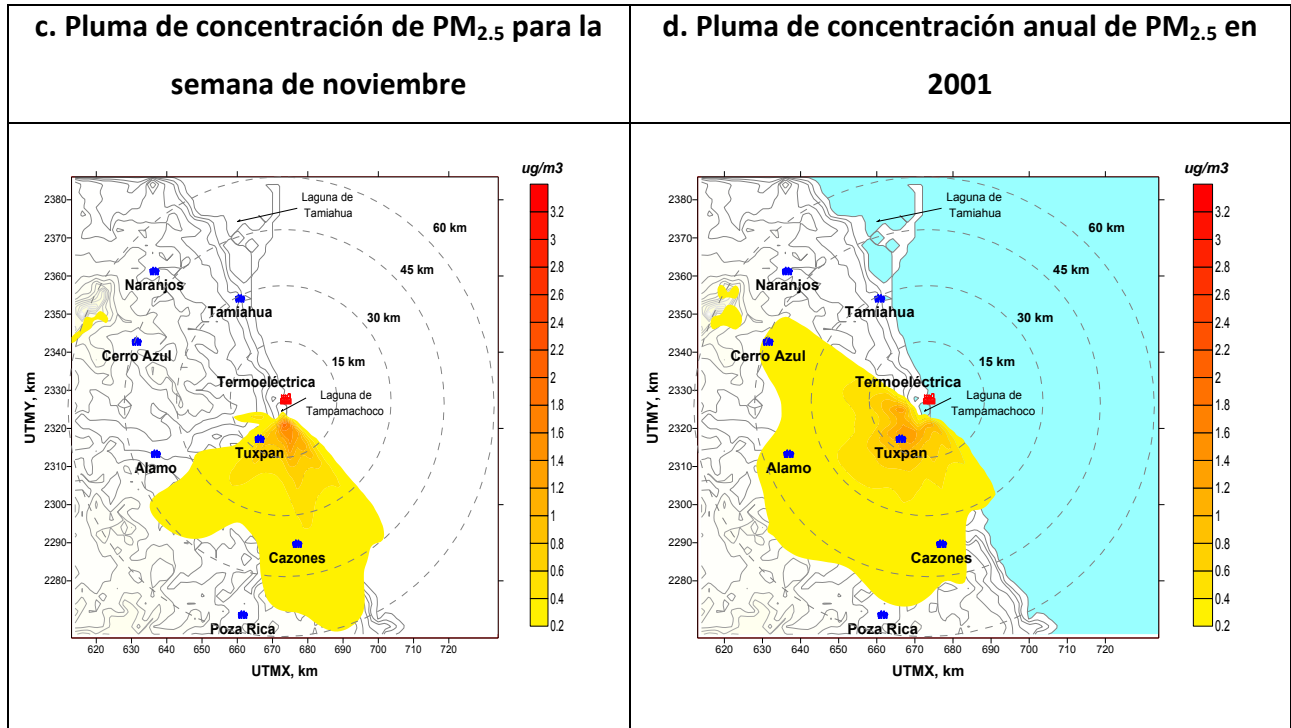 c. Pluma de concentración de PM2.5 para la
semana de noviembre
d. Pluma de concentración anual de PM2.5 en
2001
ug/m3
2380
2370
2360
2350
2340
2330
2320
2310
2300
2290
2280
UTMY, km
Laguna de
Tamiahua
60 km
45 km
30 km
15 km
Naranjos
Tamiahua
Cerro Azul
Termoeléctrica
Laguna de
Tampamachoco
Tuxpan
Alamo
Cazones
Poza Rica
620 630 640 650 660 670 680 690 700 710 720
UTMX, km
3.2
3
2.8
2.6
2.4
2.2
2
1.8
1.6
1.4
1.2
1
0.8
0.6
0.4
0.2
ug/m3
2380
2370
2360
2350
2340
2330
2320
2310
2300
2290
2280
UTMY, km
Laguna de
Tamiahua
60 km
45 km
30 km
15 km
Naranjos
Tamiahua
Cerro Azul
Termoeléctrica
Laguna de
Tampamachoco
Tuxpan
Alamo
Cazones
Poza Rica
620 630 640 650 660 670 680 690 700 710 720
UTMX, km
3.2
3
2.8
2.6
2.4
2.2
2
1.8
1.6
1.4
1.2
1
0.8
0.6
0.4
0.2